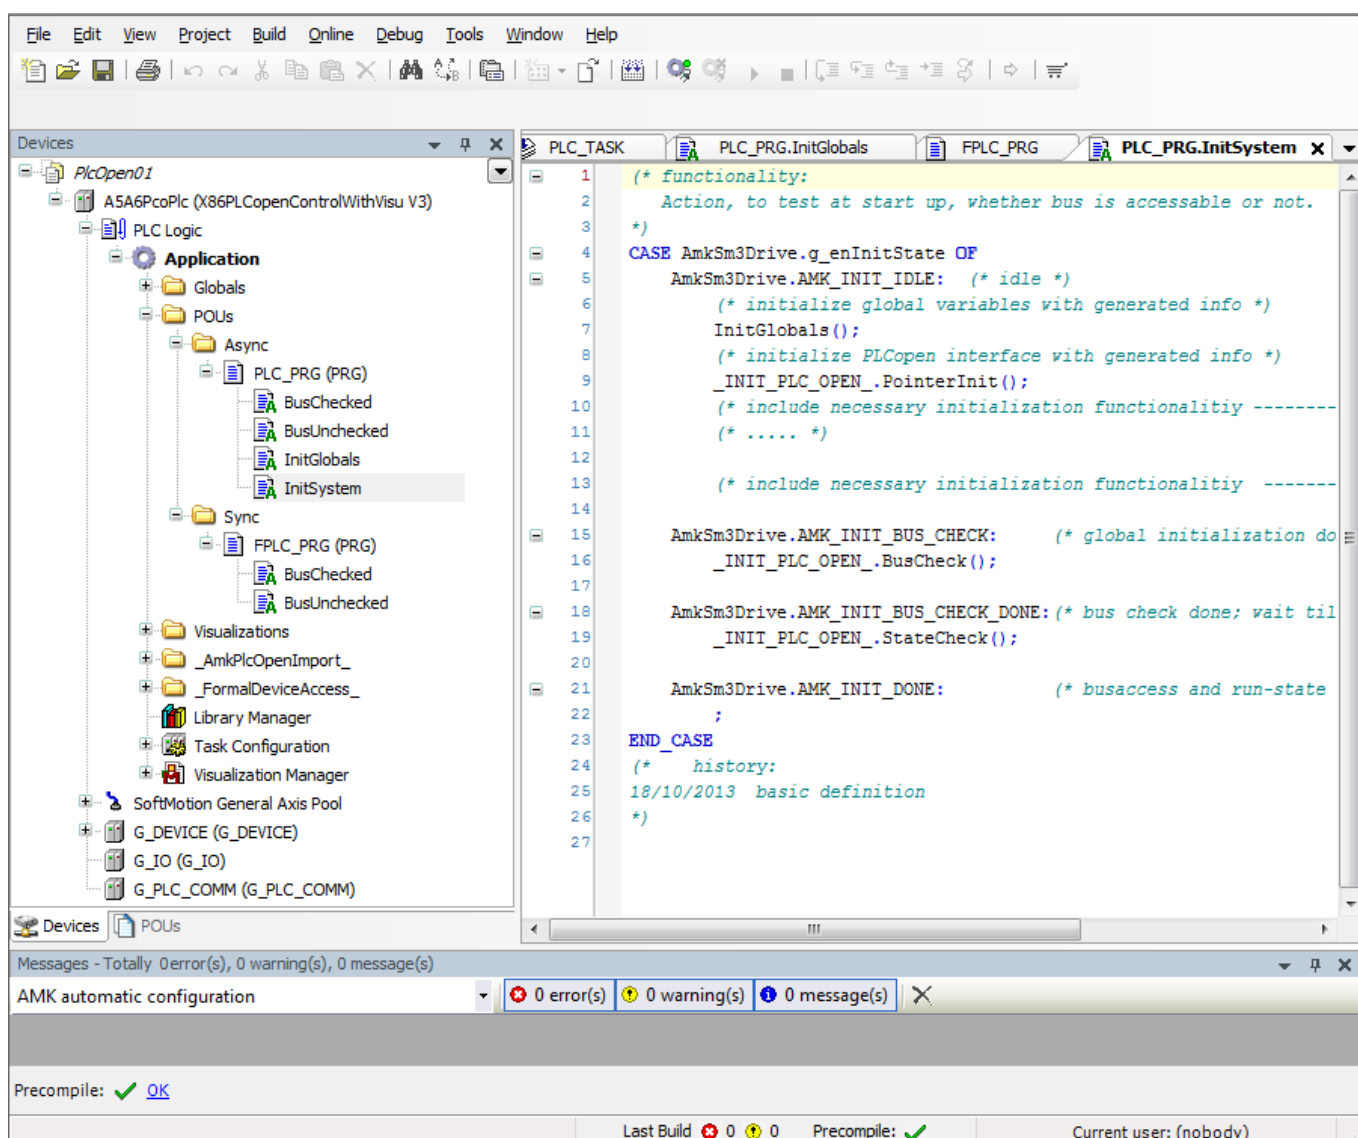 File Edit View Project Build Online Debug Tools Window Help
Devices
PlcOpen01
A5A6PcoPlc (X86PLCopenControlWithVisu V3)
PLC Logic
Application
Globals
POUs
Async
PLC_PRG (PRG)
BusChecked
BusUnchecked
InitGlobals
InitSystem
Sync
FPLC_PRG (PRG)
BusChecked
BusUnchecked
Visualizations
_AmkPlcOpenImport_
_FormalDeviceAccess_
Library Manager
Task Configuration
Visualization Manager
SoftMotion General Axis Pool
G_DEVICE (G_DEVICE)
G_IO (G_IO)
G_PLC_COMM (G_PLC_COMM)
Devices POUs
PLC_TASK PLC_PRG.InitGlobals FPLC_PRG PLC_PRG.InitSystem
1 (* functionality:
2 Action, to test at start up, whether bus is accessable or not.
3 *)
4 CASE AmkSm3Drive.g_enInitState OF
5 AmkSm3Drive.AMK_INIT_IDLE: (* idle *)
6 (* initialize global variables with generated info *)
7 InitGlobals();
8 (* initialize PLCopen interface with generated info *)
9 _INIT_PLC_OPEN_.PointerInit();
10 (* include necessary initialization functionalitiy --------
11 (* ..... *)
12
13 (* include necessary initialization functionalitiy -------
14
15 AmkSm3Drive.AMK_INIT_BUS_CHECK: (* global initialization do
16 _INIT_PLC_OPEN_.BusCheck();
17
18 AmkSm3Drive.AMK_INIT_BUS_CHECK_DONE: (* bus check done; wait til
19 _INIT_PLC_OPEN_.StateCheck();
20
21 AmkSm3Drive.AMK_INIT_DONE: (* busaccess and run-state
22 ;
23 END_CASE
24 (* history:
25 18/10/2013 basic definition
26 *)
27
Messages - Totally 0error(s), 0 warning(s), 0 message(s)
AMK automatic configuration 0 error(s) 0 warning(s) 0 message(s)
Precompile: OK
Last Build 0 0 Precompile: Current user: (nobody)